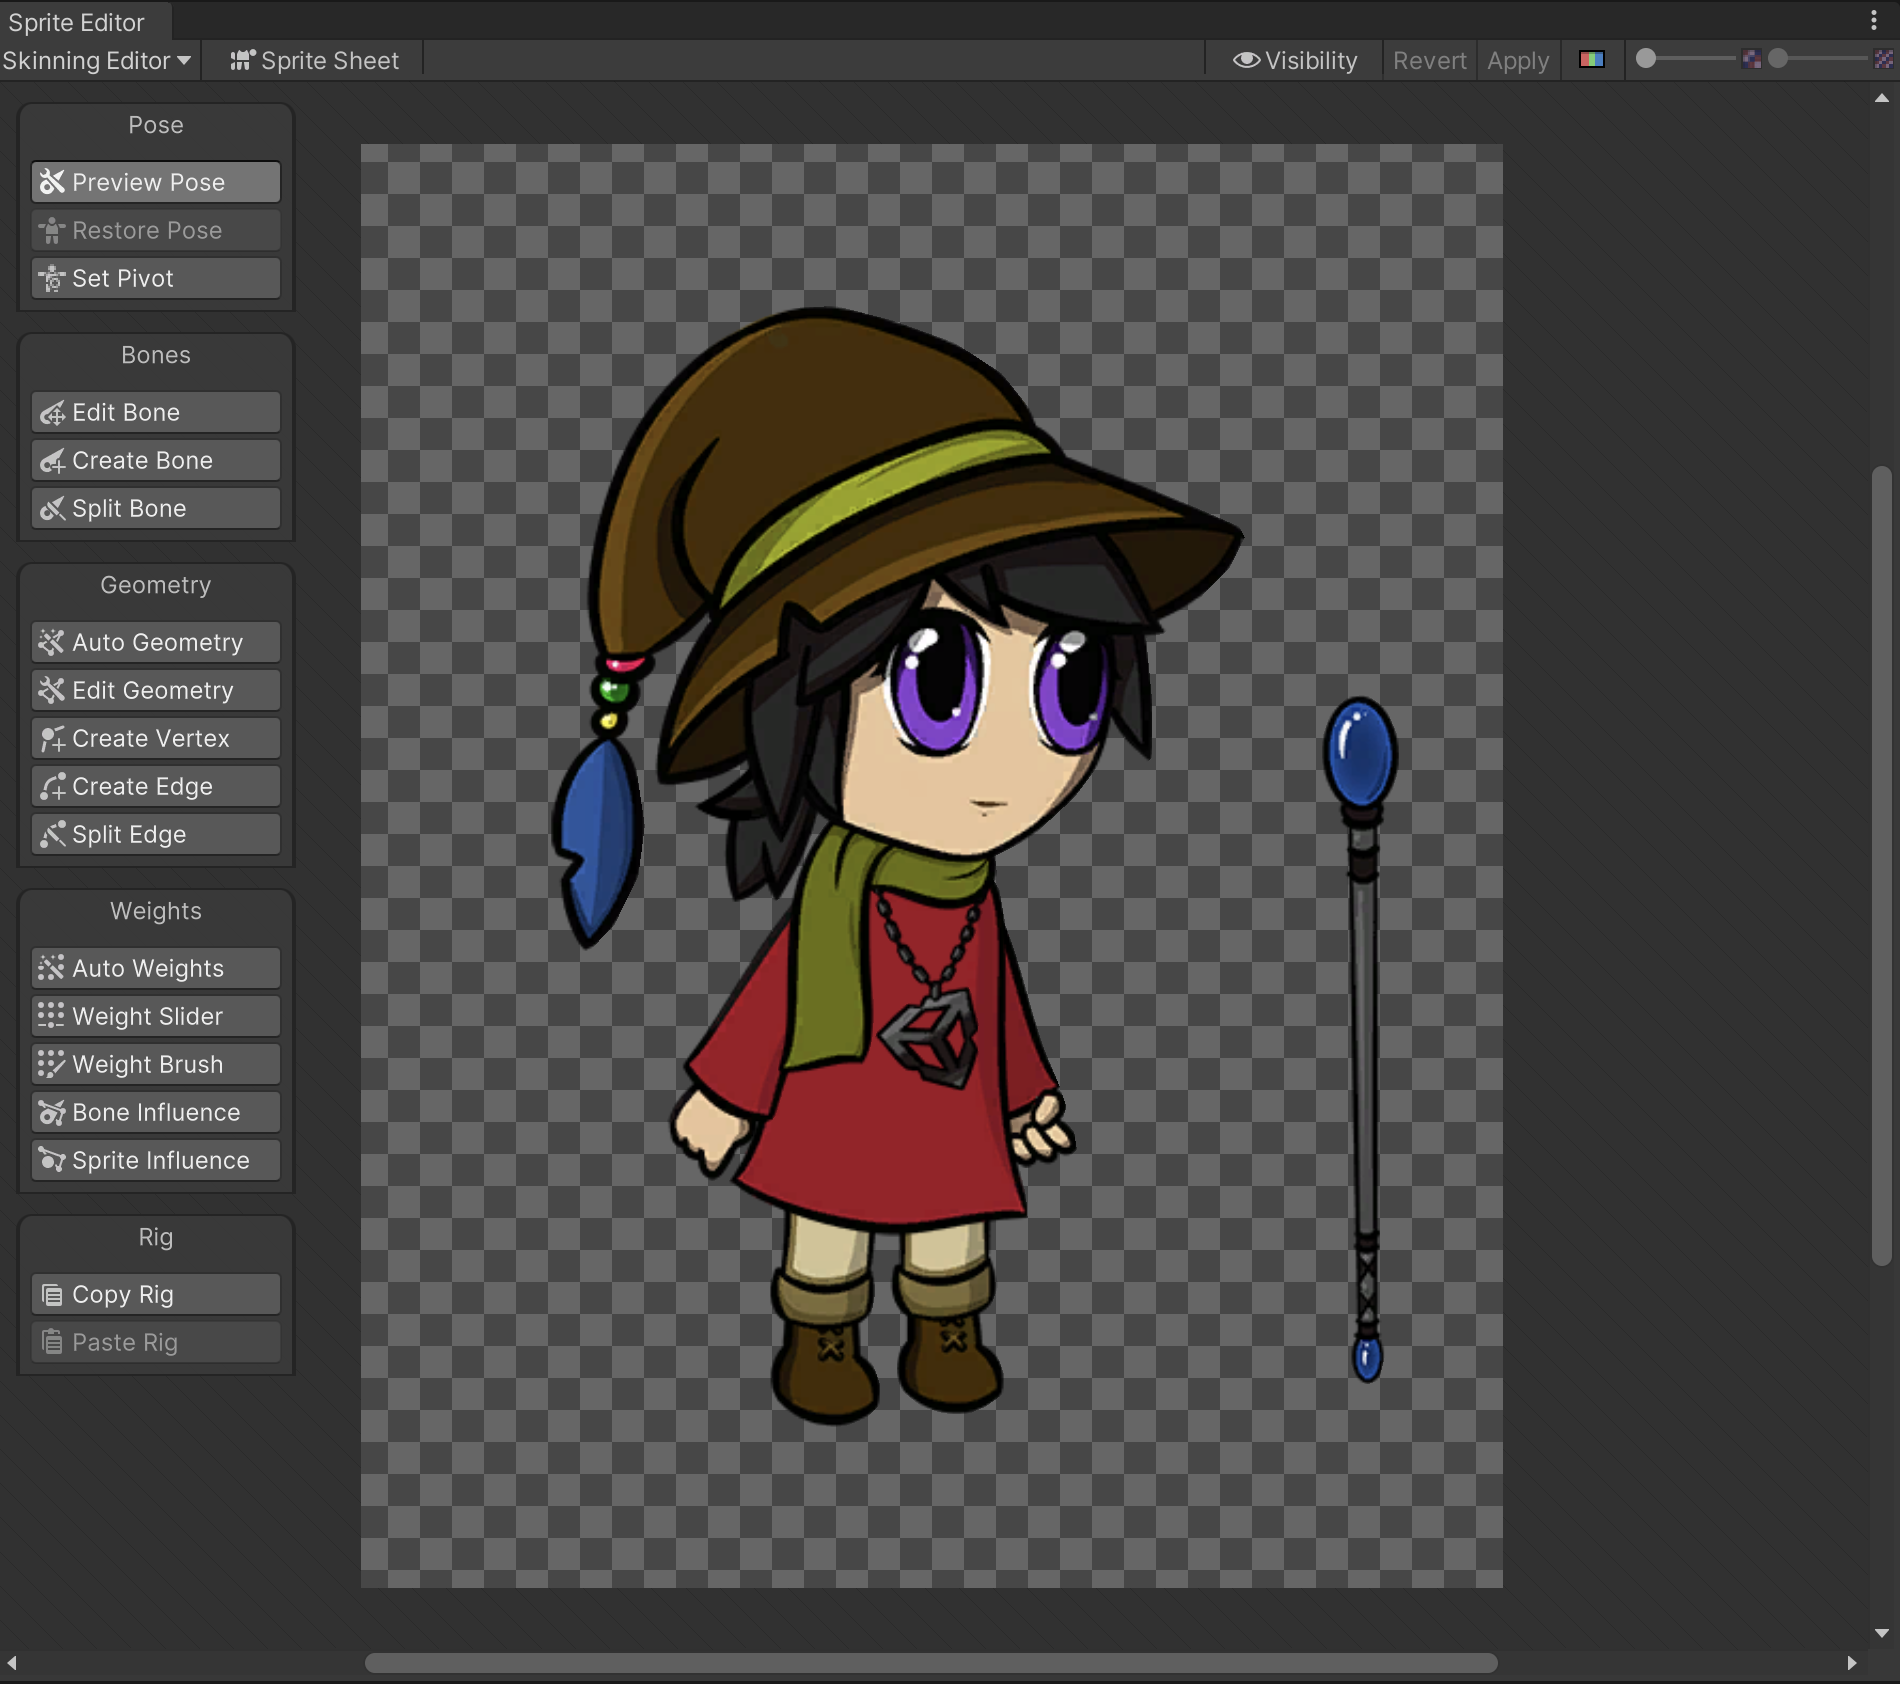 Sprite Editor
Skinning Editor Sprite Sheet Visibility Revert Apply
Pose
Preview Pose
Restore Pose
Set Pivot
Bones
Edit Bone
Create Bone
Split Bone
Geometry
Auto Geometry
Edit Geometry
Create Vertex
Create Edge
Split Edge
Weights
Auto Weights
Weight Slider
Weight Brush
Bone Influence
Sprite Influence
Rig
Copy Rig
Paste Rig